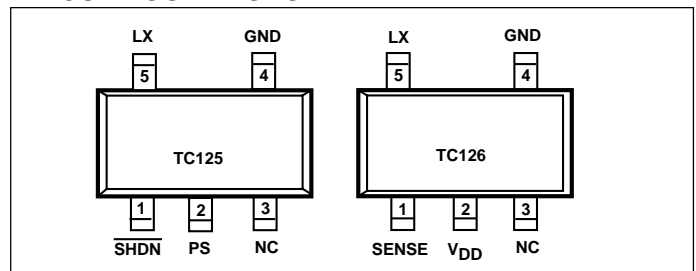 LX GND LX GND
5 4 5 4
TC125 TC126
1 2 3 1 2 3
SHDN PS NC SENSE VDD NC